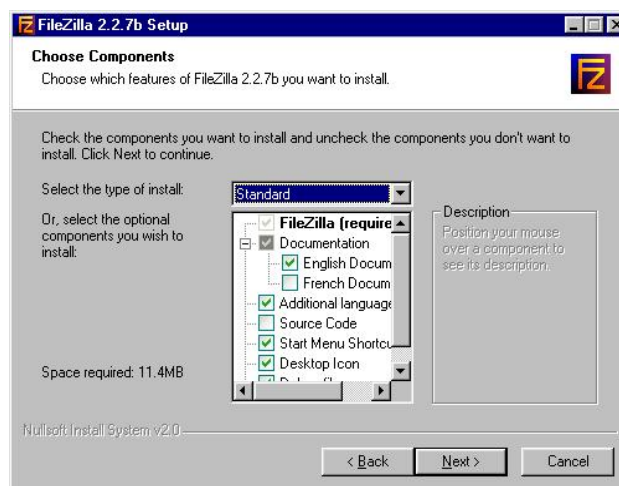 FileZilla 2.2.7b Setup
Choose Components
Choose which features of FileZilla 2.2.7b you want to install.
Check the components you want to install and uncheck the components you don't want to
install. Click Next to continue.
Select the type of install:
Standard
Or, select the optional
components you wish to
install:
FileZilla (require
Documentation
English Docum
French Docum
Additional language
Source Code
Start Menu Shortcu
Desktop Icon
Description
Position your mouse
over a component to
see its description.
Space required: 11.4MB
Nullsoft Install System v2.0
< Back
Next >
Cancel